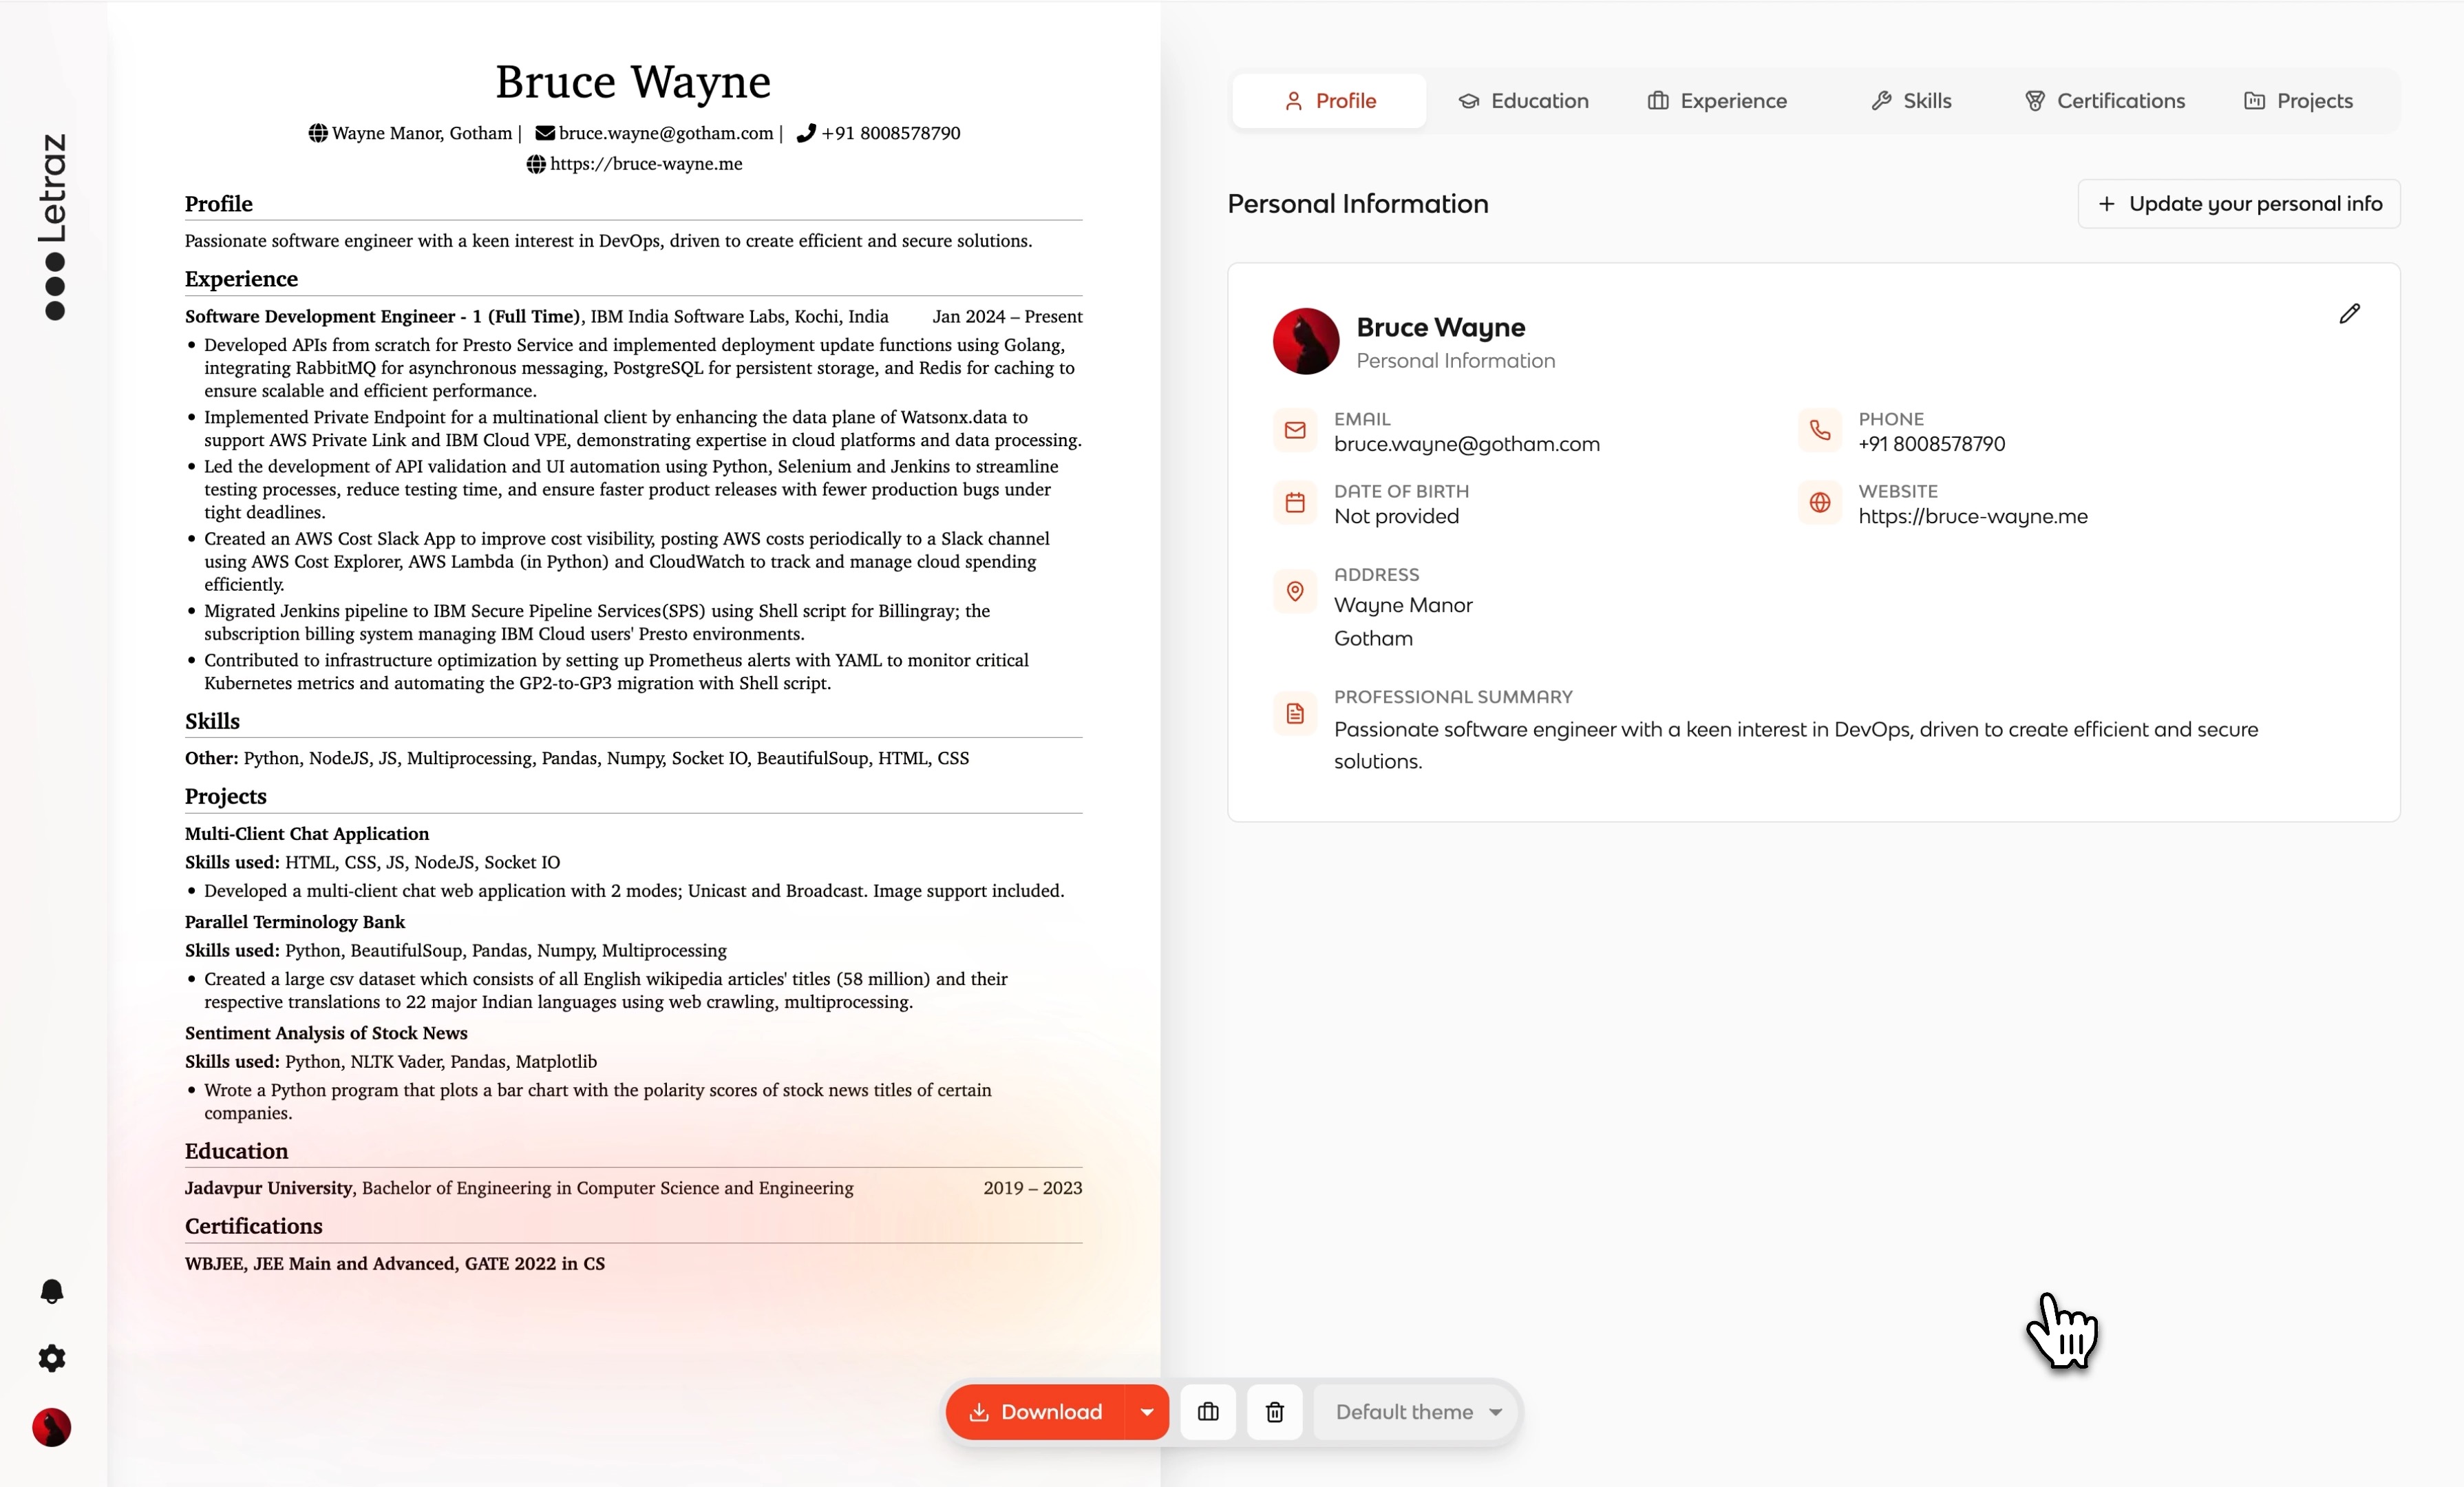 Letraz
Bruce Wayne
Wayne Manor, Gotham | bruce.wayne@gotham.com | +91 8008578790
https://bruce-wayne.me
Profile
Passionate software engineer with a keen interest in DevOps, driven to create efficient and secure solutions.
Experience
Software Development Engineer - 1 (Full Time), IBM India Software Labs, Kochi, India Jan 2024 – Present
• Developed APIs from scratch for Presto Service and implemented deployment update functions using Golang,
integrating RabbitMQ for asynchronous messaging, PostgreSQL for persistent storage, and Redis for caching to
ensure scalable and efficient performance.
• Implemented Private Endpoint for a multinational client by enhancing the data plane of Watsonx.data to
support AWS Private Link and IBM Cloud VPE, demonstrating expertise in cloud platforms and data processing.
• Led the development of API validation and UI automation using Python, Selenium and Jenkins to streamline
testing processes, reduce testing time, and ensure faster product releases with fewer production bugs under
tight deadlines.
• Created an AWS Cost Slack App to improve cost visibility, posting AWS costs periodically to a Slack channel
using AWS Cost Explorer, AWS Lambda (in Python) and CloudWatch to track and manage cloud spending
efficiently.
• Migrated Jenkins pipeline to IBM Secure Pipeline Services(SPS) using Shell script for Billingray; the
subscription billing system managing IBM Cloud users' Presto environments.
• Contributed to infrastructure optimization by setting up Prometheus alerts with YAML to monitor critical
Kubernetes metrics and automating the GP2-to-GP3 migration with Shell script.
Skills
Other: Python, NodeJS, JS, Multiprocessing, Pandas, Numpy, Socket IO, BeautifulSoup, HTML, CSS
Projects
Multi-Client Chat Application
Skills used: HTML, CSS, JS, NodeJS, Socket IO
• Developed a multi-client chat web application with 2 modes; Unicast and Broadcast. Image support included.
Parallel Terminology Bank
Skills used: Python, BeautifulSoup, Pandas, Numpy, Multiprocessing
• Created a large csv dataset which consists of all English wikipedia articles' titles (58 million) and their
respective translations to 22 major Indian languages using web crawling, multiprocessing.
Sentiment Analysis of Stock News
Skills used: Python, NLTK Vader, Pandas, Matplotlib
• Wrote a Python program that plots a bar chart with the polarity scores of stock news titles of certain
companies.
Education
Jadavpur University, Bachelor of Engineering in Computer Science and Engineering 2019 – 2023
Certifications
WBJEE, JEE Main and Advanced, GATE 2022 in CS
Profile Education Experience Skills Certifications Projects
Personal Information
+ Update your personal info
Bruce Wayne
Personal Information
EMAIL
bruce.wayne@gotham.com
PHONE
+91 8008578790
DATE OF BIRTH
Not provided
WEBSITE
https://bruce-wayne.me
ADDRESS
Wayne Manor
Gotham
PROFESSIONAL SUMMARY
Passionate software engineer with a keen interest in DevOps, driven to create efficient and secure
solutions.
Download
Default theme